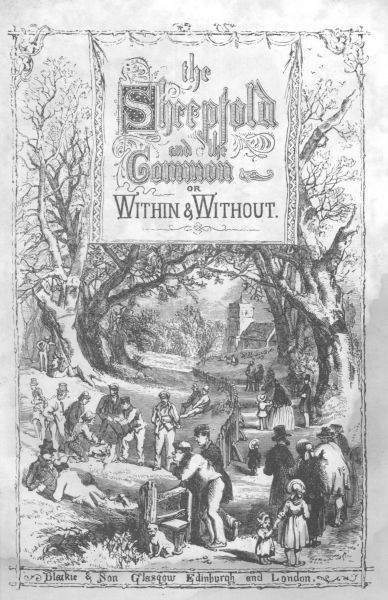 the
Sheepfold
and the
Common
OR
WITHIN & WITHOUT.
Blackie & Son Glasgow Edinburgh and London.